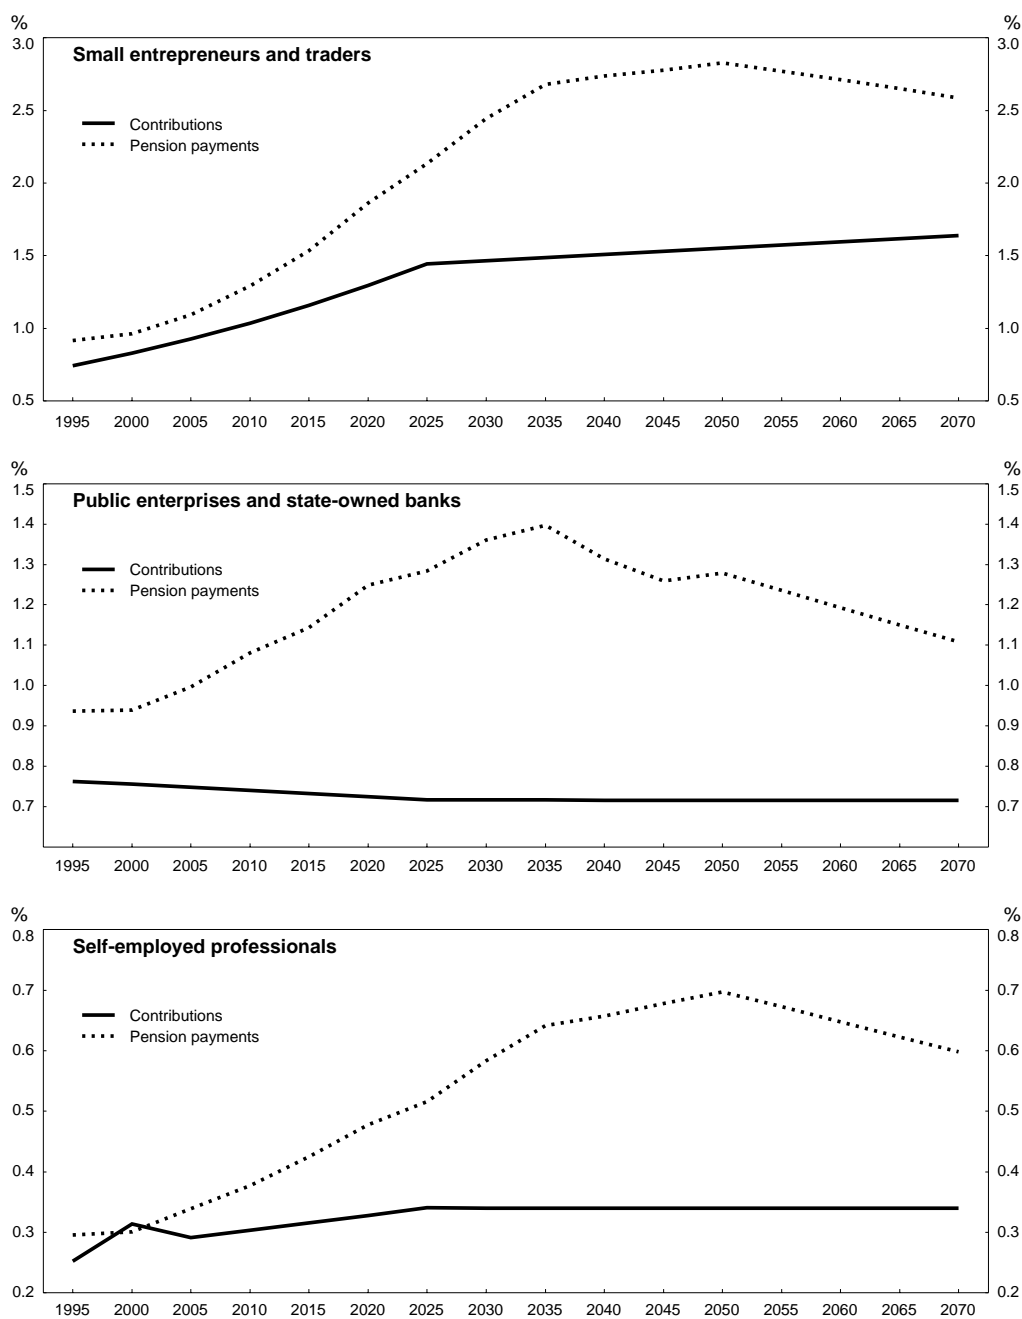 % %
3.0 Small entrepreneurs and traders 3.0
2.5 2.5
Contributions
Pension payments
2.0 2.0
1.5 1.5
1.0 1.0
0.5 0.5
1995 2000 2005 2010 2015 2020 2025 2030 2035 2040 2045 2050 2055 2060 2065 2070
% %
1.5 Public enterprises and state-owned banks 1.5
1.4 1.4
1.3 Contributions 1.3
Pension payments
1.2 1.2
1.1 1.1
1.0 1.0
0.9 0.9
0.8 0.8
0.7 0.7
1995 2000 2005 2010 2015 2020 2025 2030 2035 2040 2045 2050 2055 2060 2065 2070
% %
0.8 Self-employed professionals 0.8
0.7 0.7
Contributions
Pension payments
0.6 0.6
0.5 0.5
0.4 0.4
0.3 0.3
0.2 0.2
1995 2000 2005 2010 2015 2020 2025 2030 2035 2040 2045 2050 2055 2060 2065 2070